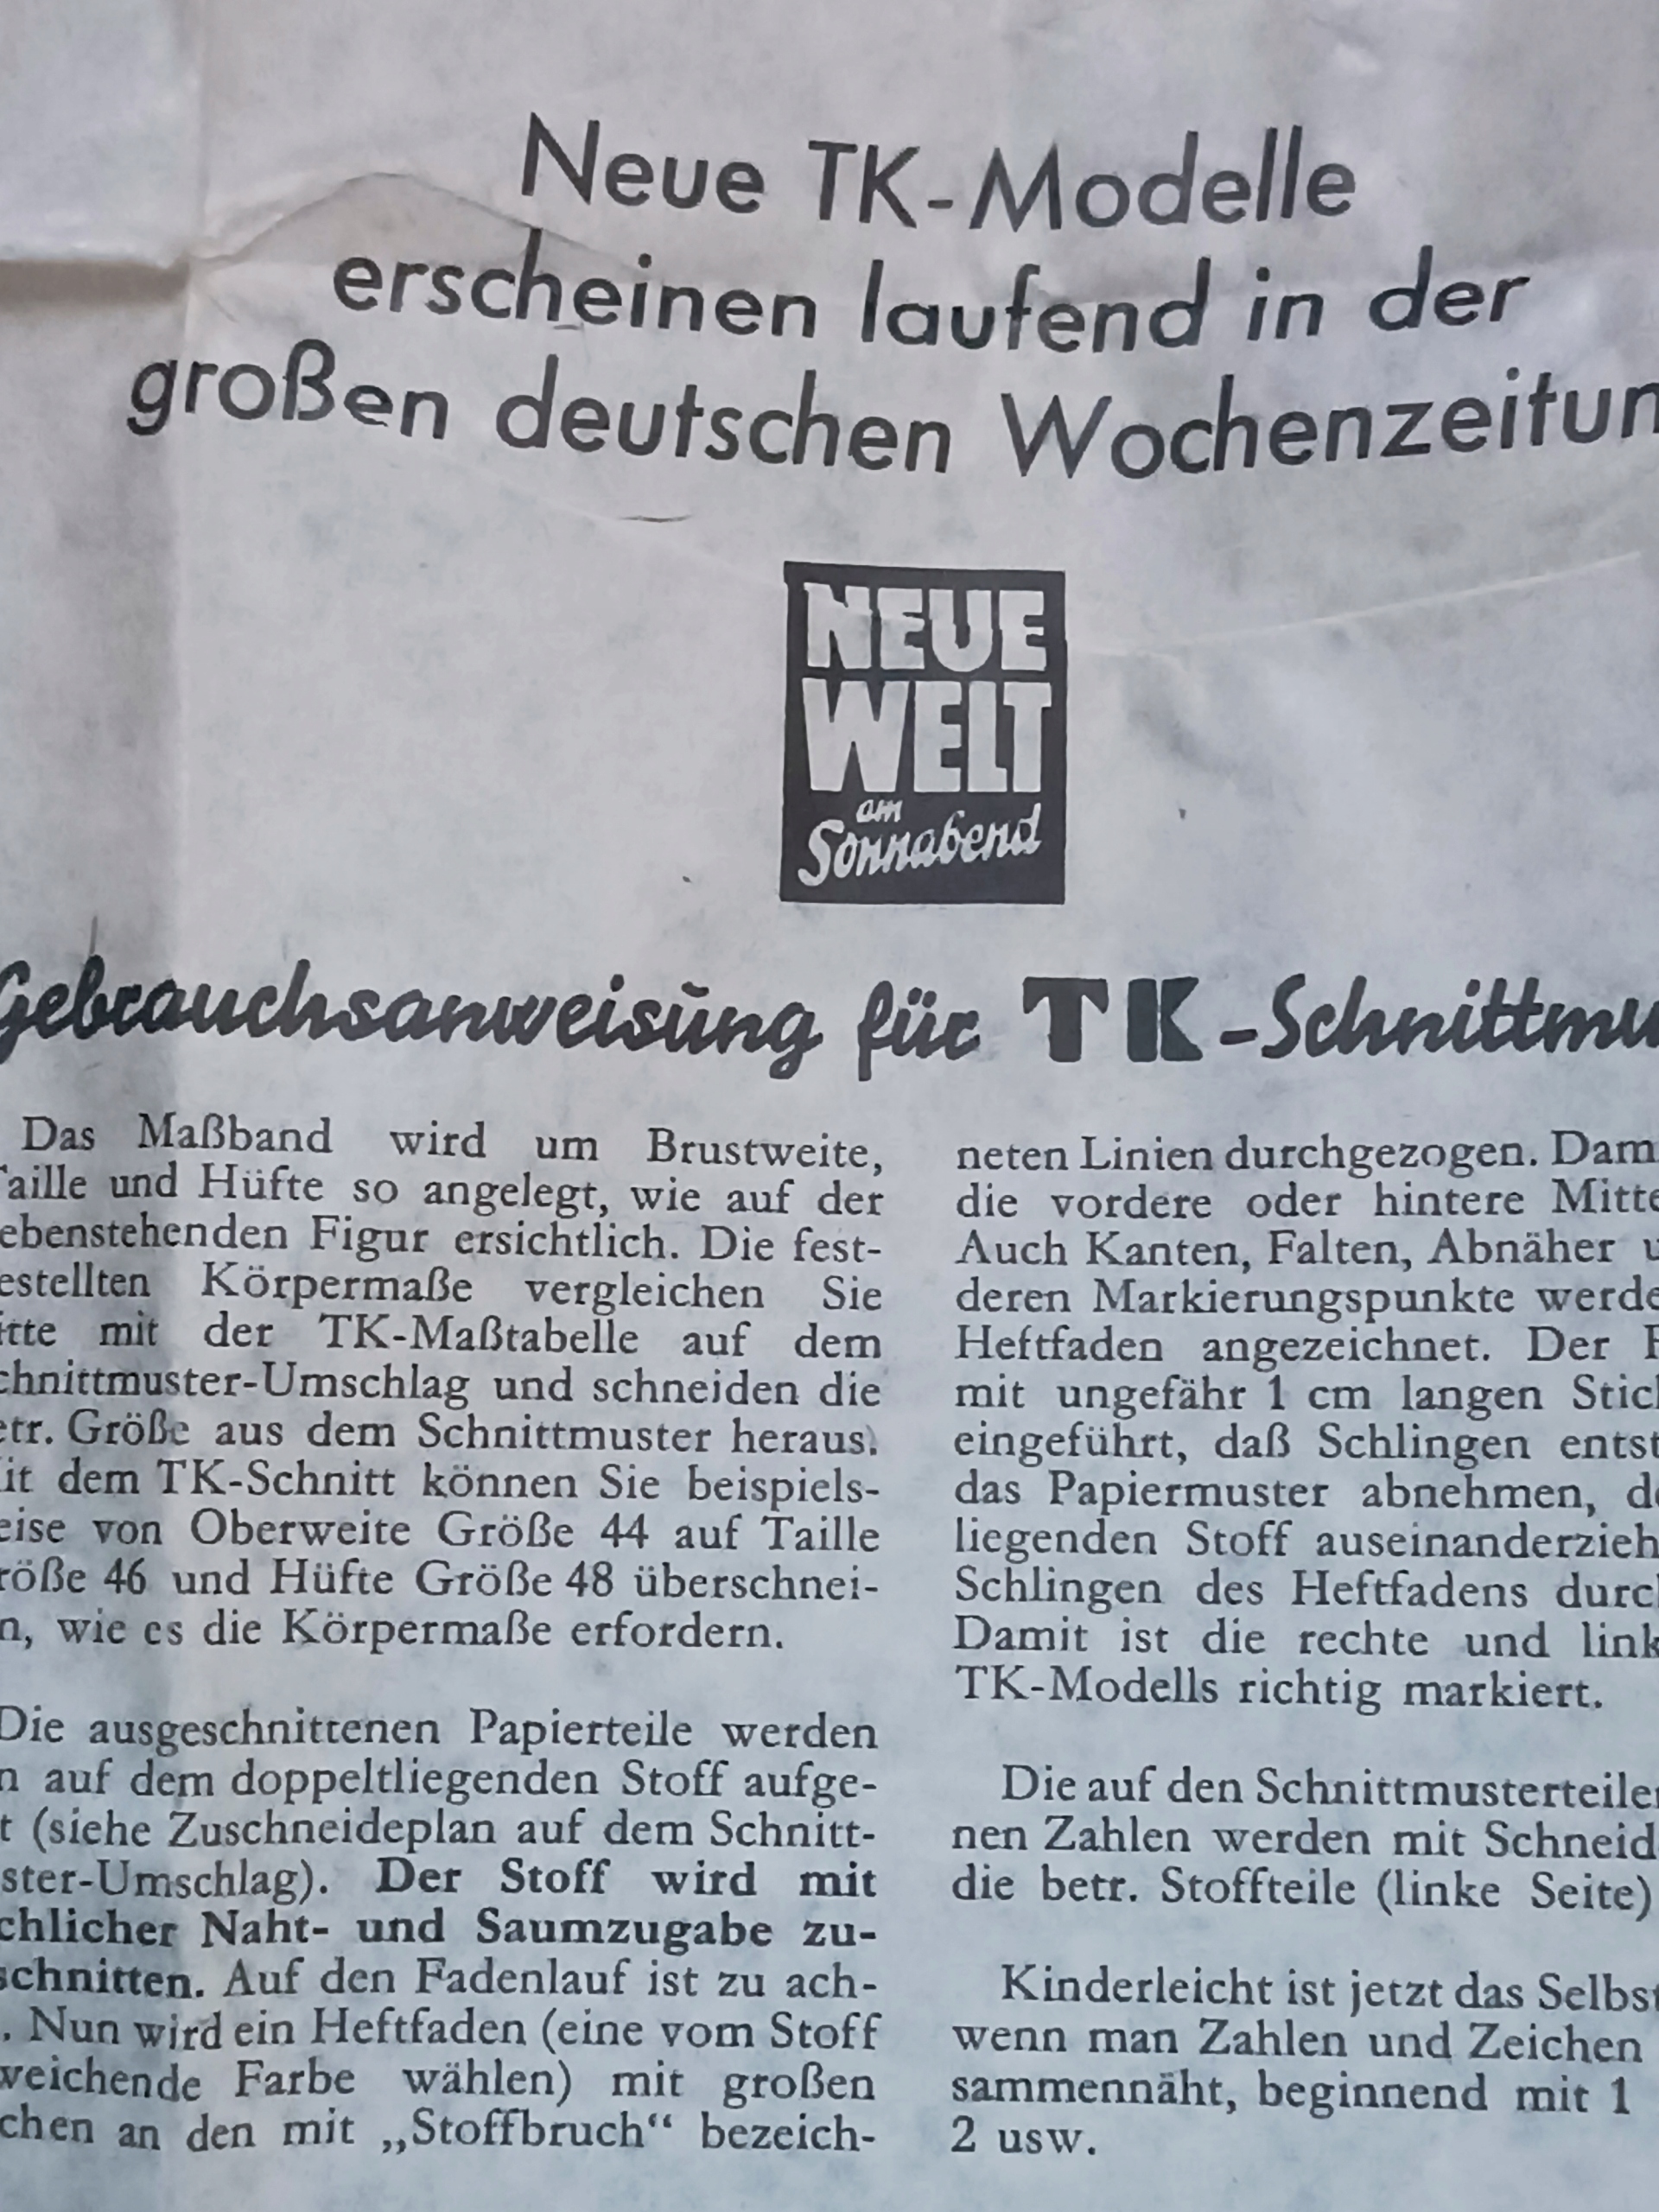 Neue TK-Modelle
erscheinen laufend in der
großen deutschen Wochenzeitun
NEUE
WELT
am
Sonnabend
Gebrauchsanweisung für TK-Schnittmu
Das Maßband wird um Brustweite,
aille und Hüfte so angelegt, wie auf der
ebenstehenden Figur ersichtlich. Die fest-
estellten Körpermaße vergleichen Sie
itte mit der TK-Maßtabelle auf dem
chnittmuster-Umschlag und schneiden die
etr. Größe aus dem Schnittmuster heraus.
it dem TK-Schnitt können Sie beispiels-
eise von Oberweite Größe 44 auf Taille
röße 46 und Hüfte Größe 48 überschnei-
n, wie es die Körpermaße erfordern.
Die ausgeschnittenen Papierteile werden
n auf dem doppeltliegenden Stoff aufge-
t (siehe Zuschneideplan auf dem Schnitt-
ster-Umschlag). Der Stoff wird mit
chlicher Naht- und Saumzugabe zu-
schnitten. Auf den Fadenlauf ist zu ach-
. Nun wird ein Heftfaden (eine vom Stoff
weichende Farbe wählen) mit großen
chen an den mit „Stoffbruch“ bezeich-
neten Linien durchgezogen. Dam
die vordere oder hintere Mitte
Auch Kanten, Falten, Abnäher u
deren Markierungspunkte werde
Heftfaden angezeichnet. Der F
mit ungefähr 1 cm langen Stich
eingeführt, daß Schlingen entst
das Papiermuster abnehmen, de
liegenden Stoff auseinanderzieh
Schlingen des Heftfadens durch
Damit ist die rechte und link
TK-Modells richtig markiert.
Die auf den Schnittmusterteilen
nen Zahlen werden mit Schneid
die betr. Stoffteile (linke Seite)
Kinderleicht ist jetzt das Selbst
wenn man Zahlen und Zeichen
sammennäht, beginnend mit 1
2 usw.